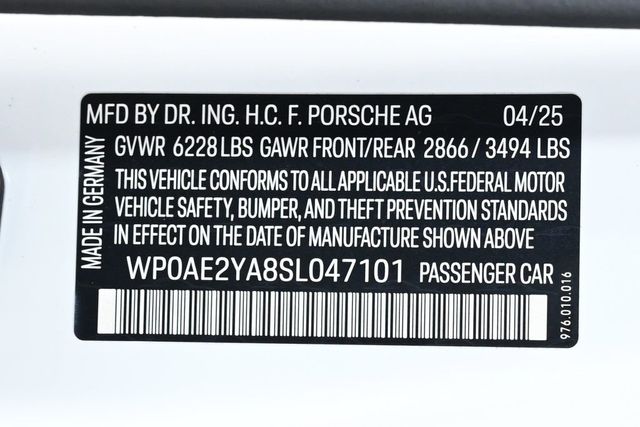 MFD BY DR. ING. H.C. F. PORSCHE AG 04/25
GVWR 6228 LBS GAWR FRONT/REAR 2866 / 3494 LBS
THIS VEHICLE CONFORMS TO ALL APPLICABLE U.S.FEDERAL MOTOR
VEHICLE SAFETY, BUMPER, AND THEFT PREVENTION STANDARDS
IN EFFECT ON THE DATE OF MANUFACTURE SHOWN ABOVE
WP0AE2YA8SL047101 PASSENGER CAR
MADE IN GERMANY
976.010.016